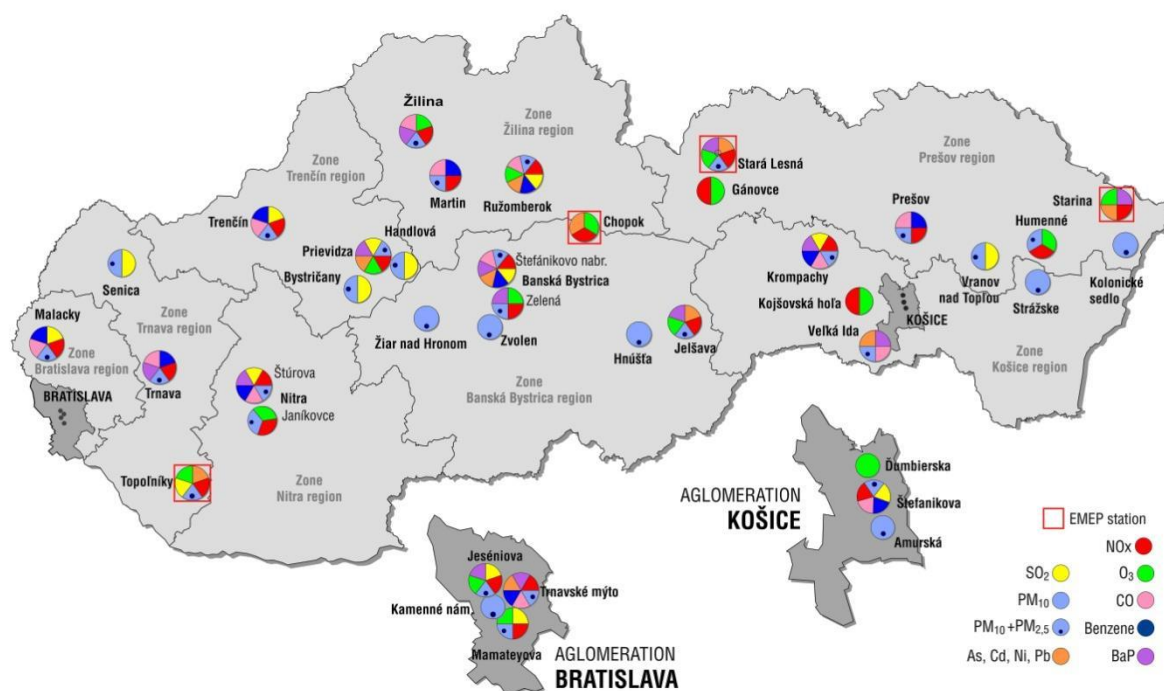 Žilina
Zone
Žilina region
Zone
Trenčín region
Martin
Ružomberok
Stará Lesná
Gánovce
Zone
Prešov region
Starina
Prešov
Humenné
Trenčín
Chopok
Handlová
Prievidza
Bystričany
Štefánikovo nabr.
Banská Bystrica
Zelená
Krompachy
Vranov
nad Topľou
Kolonické
sedlo
Strážske
Senica
Kojšovská hoľa
KOŠICE
Malacky
Zone
Trnava region
Žiar nad Hronom
Zvolen
Hnúšťa
Jelšava
Veľká Ida
Zone
Bratislava region
Trnava
BRATISLAVA
Štúrova
Nitra
Janíkovce
Zone
Banská Bystrica region
Zone
Košice region
Topoľníky
Zone
Nitra region
Ďumbierska
AGLOMERATION
KOŠICE
Štefanikova
Amurská
EMEP station
Jeséniova
Trnavské mýto
Kamenné nám.
Mamateyova
AGLOMERATION
BRATISLAVA
NOx
SO2
O3
PM10
CO
PM10 +PM2,5
Benzene
As, Cd, Ni, Pb
BaP